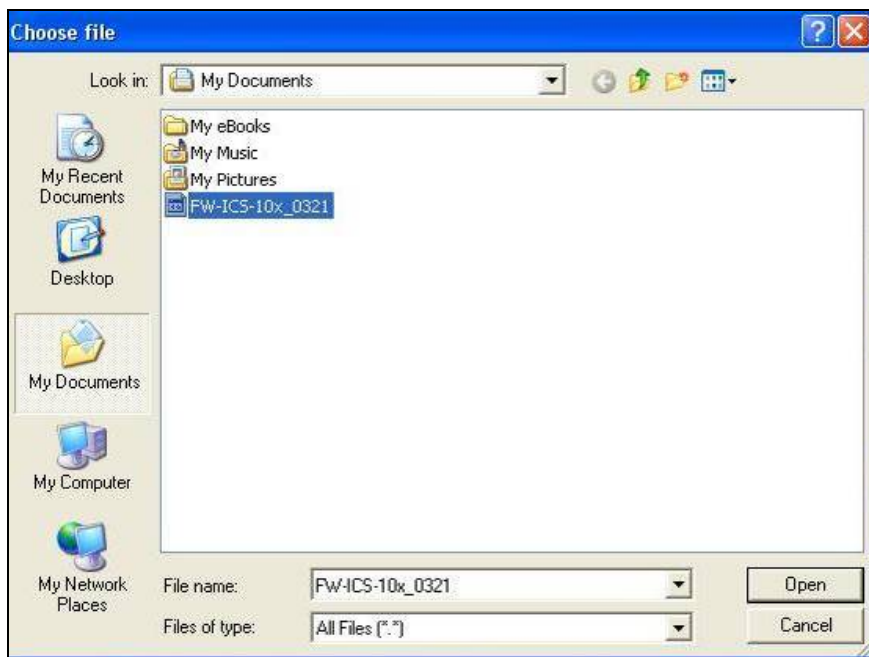 Choose file
Look in:
My Documents
My Recent
Documents
Desktop
My Documents
My Computer
My Network
Places
My eBooks
My Music
My Pictures
FW-ICS-10x_0321
File name:
FW-ICS-10x_0321
Open
Files of type:
All Files (*.*)
Cancel